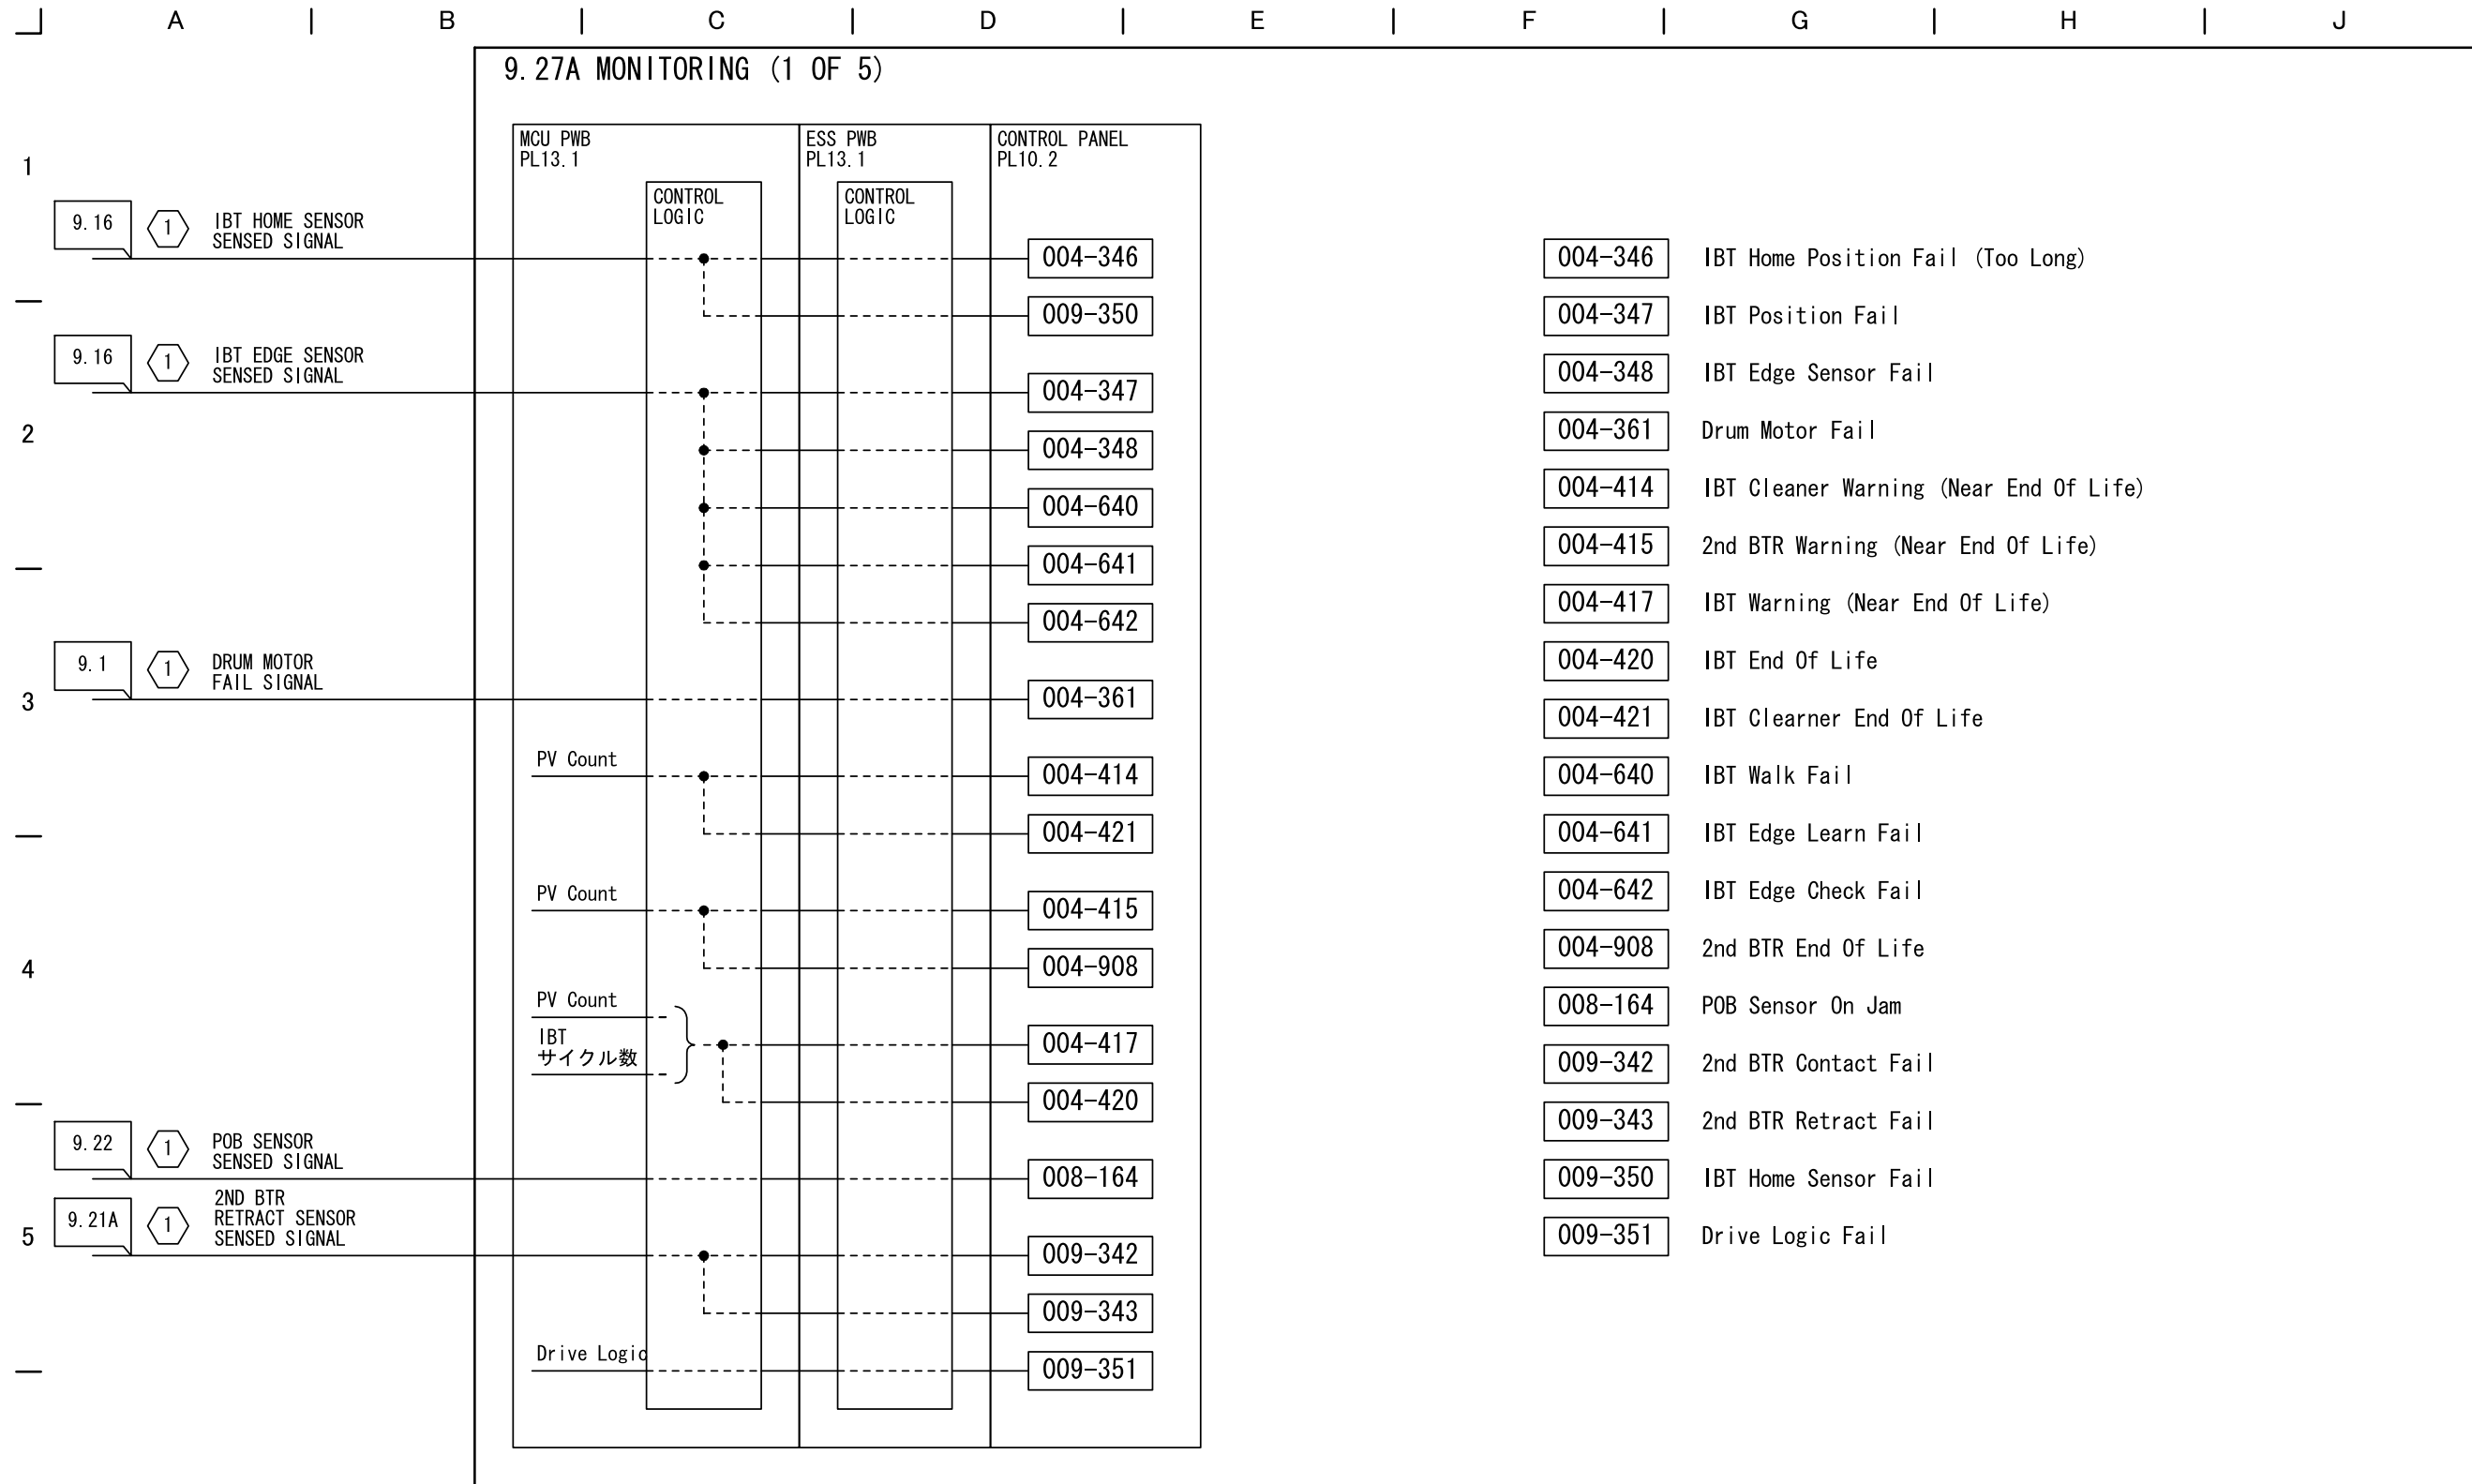 A B C D E F G H J
9.27A MONITORING (1 OF 5)
MCU PWB
PL13.1
ESS PWB
PL13.1
CONTROL PANEL
PL10.2
CONTROL
LOGIC
CONTROL
LOGIC
1
9.16
1
IBT HOME SENSOR
SENSED SIGNAL
004-346
009-350
9.16
1
IBT EDGE SENSOR
SENSED SIGNAL
004-347
2
004-348
004-640
004-641
004-642
9.1
1
DRUM MOTOR
FAIL SIGNAL
3
004-361
PV Count
004-414
004-421
PV Count
004-415
4
004-908
PV Count
IBT
サイクル数
004-417
004-420
9.22
1
POB SENSOR
SENSED SIGNAL
008-164
5
9.21A
1
2ND BTR
RETRACT SENSOR
SENSED SIGNAL
009-342
009-343
Drive Logic
009-351
004-346 IBT Home Position Fail (Too Long)
004-347 IBT Position Fail
004-348 IBT Edge Sensor Fail
004-361 Drum Motor Fail
004-414 IBT Cleaner Warning (Near End Of Life)
004-415 2nd BTR Warning (Near End Of Life)
004-417 IBT Warning (Near End Of Life)
004-420 IBT End Of Life
004-421 IBT Clearner End Of Life
004-640 IBT Walk Fail
004-641 IBT Edge Learn Fail
004-642 IBT Edge Check Fail
004-908 2nd BTR End Of Life
008-164 POB Sensor On Jam
009-342 2nd BTR Contact Fail
009-343 2nd BTR Retract Fail
009-350 IBT Home Sensor Fail
009-351 Drive Logic Fail